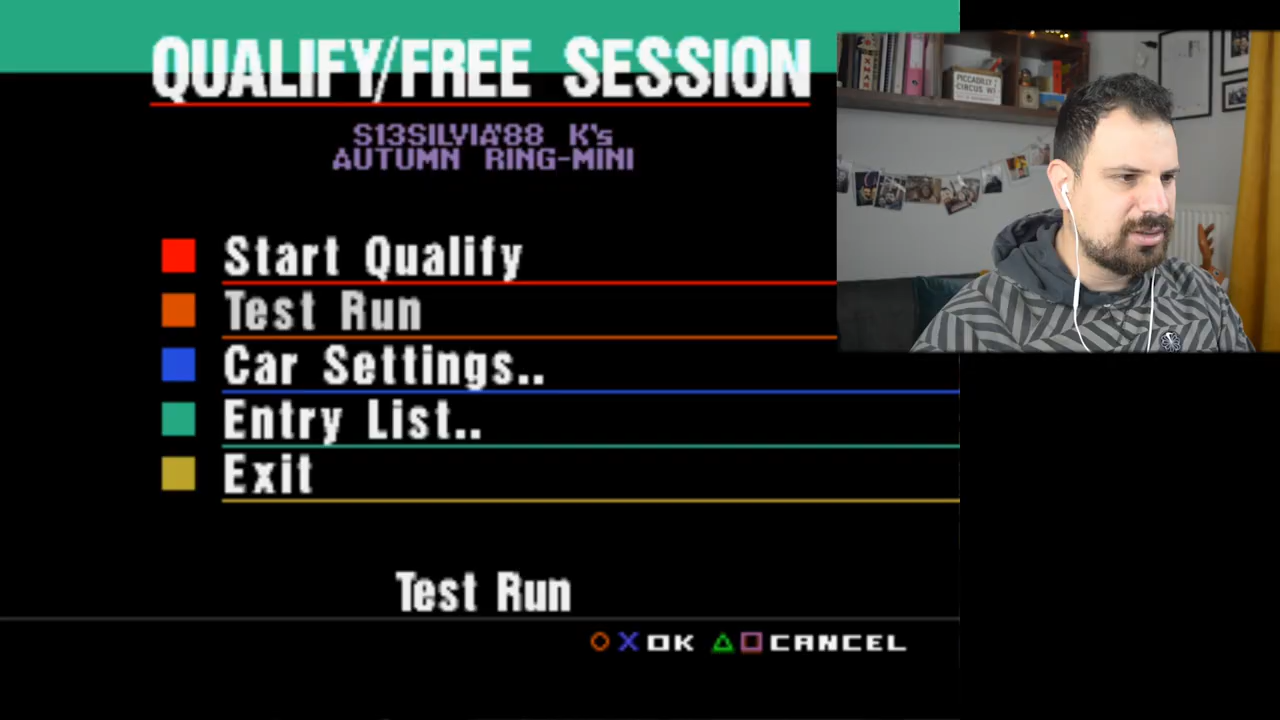 QUALIFY/FREE SESSION
S13SILVIA'88 K's
AUTUMN RING-MINI
Start Qualify
Test Run
Car Settings..
Entry List..
Exit
Test Run
OK CANCEL
PICCADILLY
CIRCUS W1
XMAS